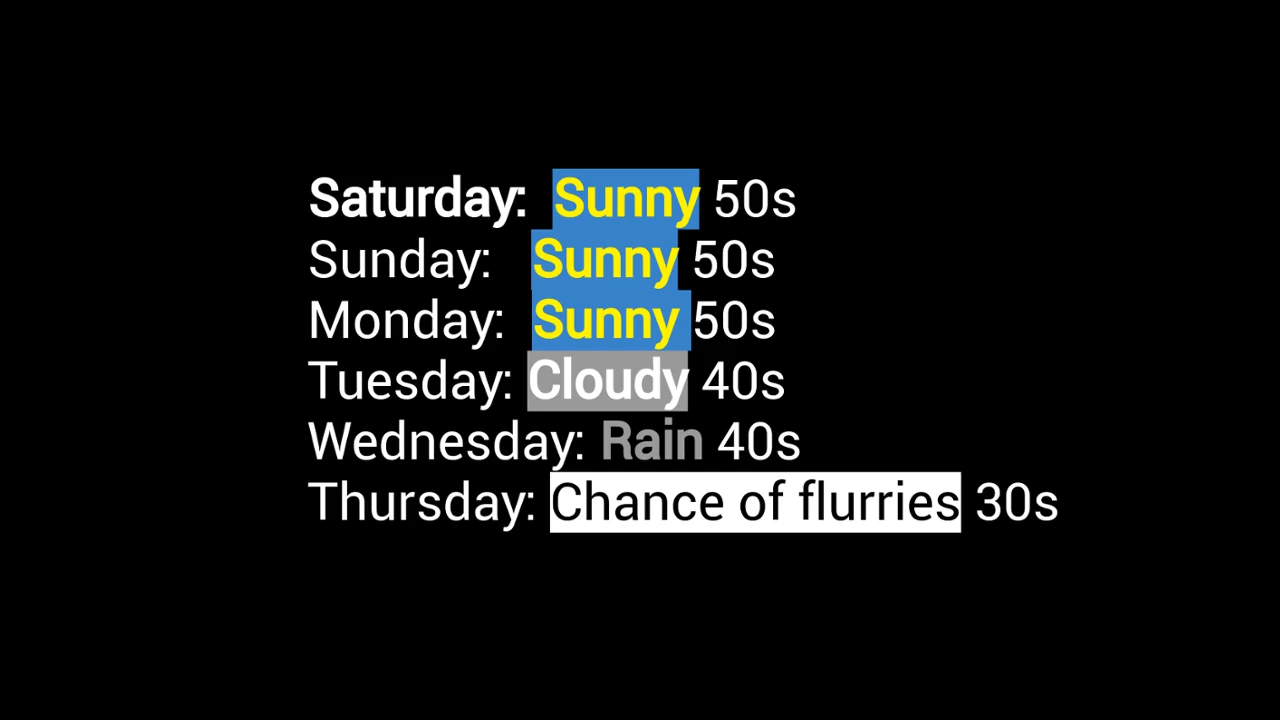 Saturday: Sunny 50s
Sunday: Sunny 50s
Monday: Sunny 50s
Tuesday: Cloudy 40s
Wednesday: Rain 40s
Thursday: Chance of flurries 30s